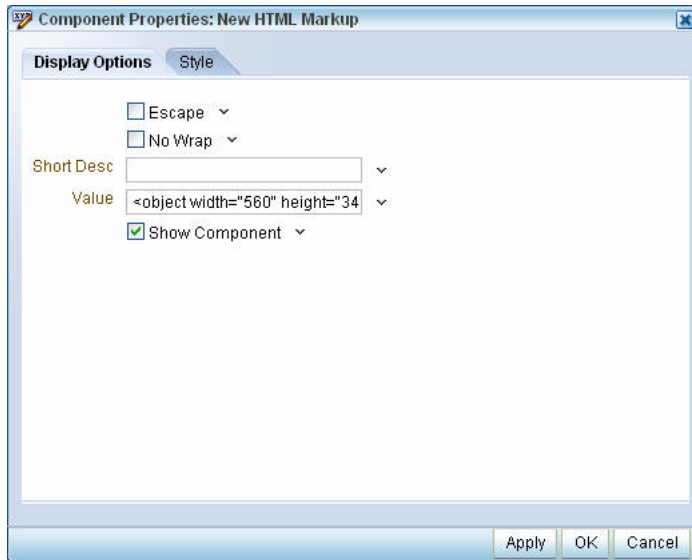 Component Properties: New HTML Markup
Display Options Style
Escape
No Wrap
Short Desc
Value <object width="560" height="34
Show Component
Apply OK Cancel